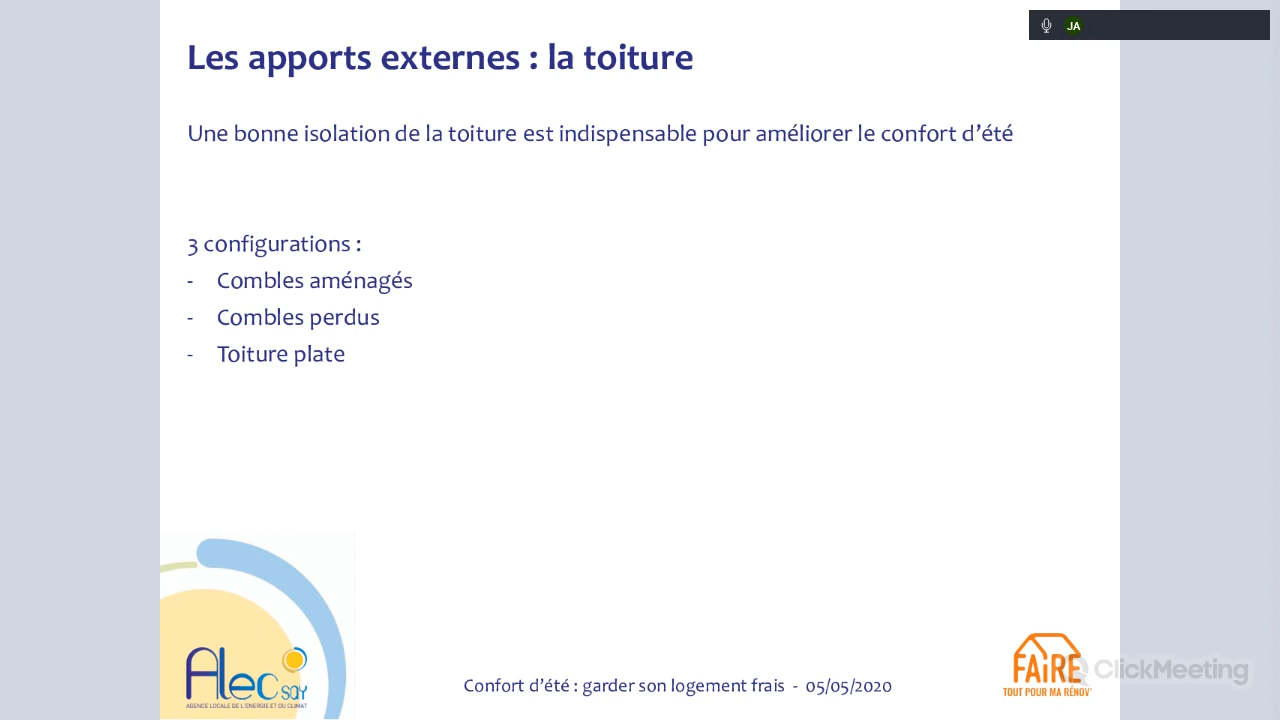 JA
Les apports externes : la toiture
Une bonne isolation de la toiture est indispensable pour améliorer le confort d’été
3 configurations :
- Combles aménagés
- Combles perdus
- Toiture plate
Alec SQY
AGENCE LOCALE DE L'ENERGIE ET DU CLIMAT
Confort d’été : garder son logement frais - 05/05/2020
FAiRE
TOUT POUR MA RÉNOV'
ClickMeeting